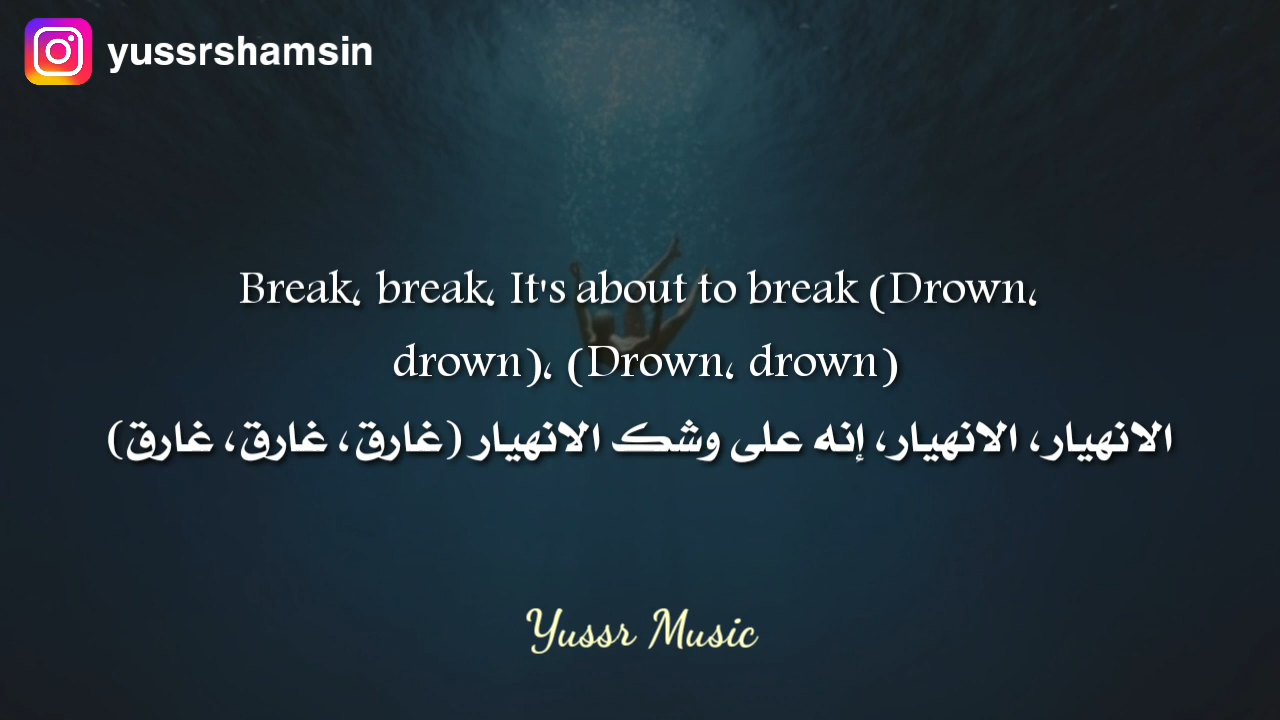 yussrshamsin
Break، break، It's about to break (Drown،
drown)، (Drown، drown)
الانهيار، الانهيار، إنه على وشك الانهيار (غارق، غارق، غارق)
Yussr Music